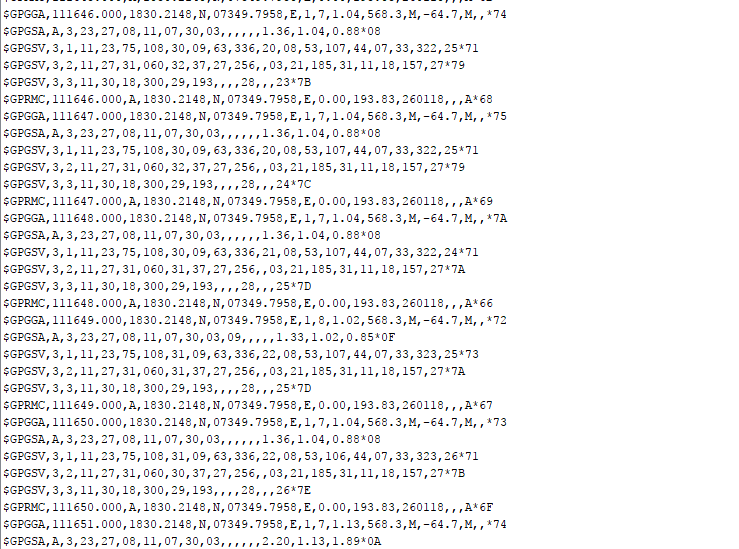 $GPGGA,111646.000,1830.2148,N,07349.7958,E,1,7,1.04,568.3,M,-64.7,M,,*74
$GPGSA,A,3,23,27,08,11,07,30,03,,,,,,1.36,1.04,0.88*08
$GPGSV,3,1,11,23,75,108,30,09,63,336,20,08,53,107,44,07,33,322,25*71
$GPGSV,3,2,11,27,31,060,32,37,27,256,,03,21,185,31,11,18,157,27*79
$GPGSV,3,3,11,30,18,300,29,193,,,,28,,,23*7B
$GPRMC,111646.000,A,1830.2148,N,07349.7958,E,0.00,193.83,260118,,,A*68
$GPGGA,111647.000,1830.2148,N,07349.7958,E,1,7,1.04,568.3,M,-64.7,M,,*75
$GPGSA,A,3,23,27,08,11,07,30,03,,,,,,1.36,1.04,0.88*08
$GPGSV,3,1,11,23,75,108,30,09,63,336,20,08,53,107,44,07,33,322,25*71
$GPGSV,3,2,11,27,31,060,32,37,27,256,,03,21,185,31,11,18,157,27*79
$GPGSV,3,3,11,30,18,300,29,193,,,,28,,,24*7C
$GPRMC,111647.000,A,1830.2148,N,07349.7958,E,0.00,193.83,260118,,,A*69
$GPGGA,111648.000,1830.2148,N,07349.7958,E,1,7,1.04,568.3,M,-64.7,M,,*7A
$GPGSA,A,3,23,27,08,11,07,30,03,,,,,,1.36,1.04,0.88*08
$GPGSV,3,1,11,23,75,108,30,09,63,336,20,08,53,107,44,07,33,322,24*71
$GPGSV,3,2,11,27,31,060,31,37,27,256,,03,21,185,31,11,18,157,27*7A
$GPGSV,3,3,11,30,18,300,29,193,,,,28,,,25*7D
$GPRMC,111648.000,A,1830.2148,N,07349.7958,E,0.00,193.83,260118,,,A*66
$GPGGA,111649.000,1830.2148,N,07349.7958,E,1,8,1.02,568.3,M,-64.7,M,,*72
$GPGSA,A,3,23,27,08,11,07,30,03,09,,,,,1.33,1.02,0.85*0F
$GPGSV,3,1,11,23,75,108,31,09,63,336,22,08,53,107,44,07,33,323,25*73
$GPGSV,3,2,11,27,31,060,31,37,27,256,,03,21,185,31,11,18,157,27*7A
$GPGSV,3,3,11,30,18,300,29,193,,,,28,,,25*7D
$GPRMC,111649.000,A,1830.2148,N,07349.7958,E,0.00,193.83,260118,,,A*67
$GPGGA,111650.000,1830.2148,N,07349.7958,E,1,7,1.04,568.3,M,-64.7,M,,*73
$GPGSA,A,3,23,27,08,11,07,30,03,,,,,,1.36,1.04,0.88*08
$GPGSV,3,1,11,23,75,108,31,09,63,336,22,08,53,106,44,07,33,323,26*71
$GPGSV,3,2,11,27,31,060,30,37,27,256,,03,21,185,31,11,18,157,27*7B
$GPGSV,3,3,11,30,18,300,29,193,,,,28,,,26*7E
$GPRMC,111650.000,A,1830.2148,N,07349.7958,E,0.00,193.83,260118,,,A*6F
$GPGGA,111651.000,1830.2148,N,07349.7958,E,1,7,1.13,568.3,M,-64.7,M,,*74
$GPGSA,A,3,23,27,08,11,07,30,03,,,,,,2.20,1.13,1.89*0A